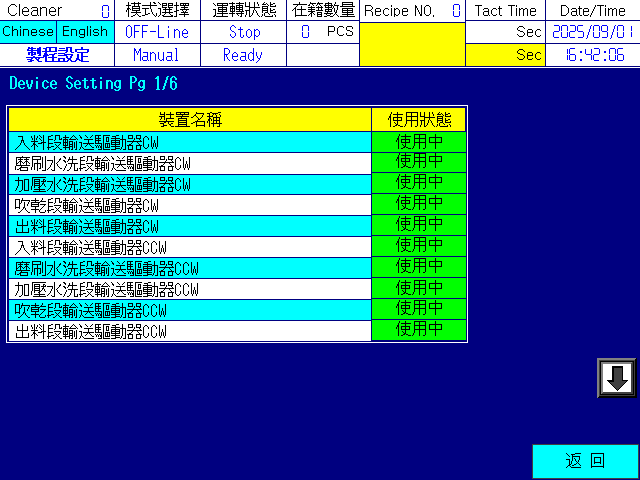 Cleaner 0 模式選擇 運轉狀態 在籍數量 Recipe NO. 0 Tact Time Date/Time
Chinese English OFF-Line Stop 0 PCS Sec 2025/09/01
製程設定 Manual Ready Sec 16:42:06
Device Setting Pg 1/6
裝置名稱 使用狀態
入料段輸送驅動器CW 使用中
磨刷水洗段輸送驅動器CW 使用中
加壓水洗段輸送驅動器CW 使用中
吹乾段輸送驅動器CW 使用中
出料段輸送驅動器CW 使用中
入料段輸送驅動器CCW 使用中
磨刷水洗段輸送驅動器CCW 使用中
加壓水洗段輸送驅動器CCW 使用中
吹乾段輸送驅動器CCW 使用中
出料段輸送驅動器CCW 使用中
返 回